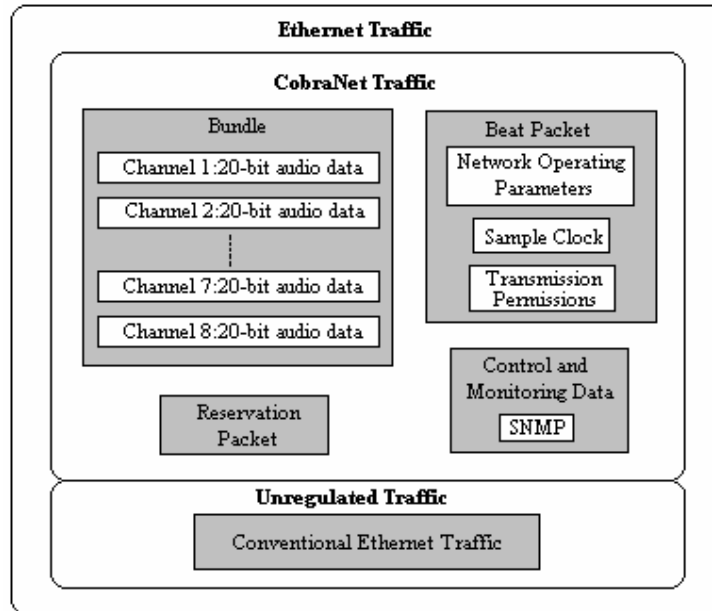 Ethernet Traffic
CobraNet Traffic
Bundle
Channel 1:20-bit audio data
Channel 2:20-bit audio data
Channel 7:20-bit audio data
Channel 8:20-bit audio data
Beat Packet
Network Operating
Parameters
Sample Clock
Transmission
Permissions
Reservation
Packet
Control and
Monitoring Data
SNMP
Unregulated Traffic
Conventional Ethernet Traffic